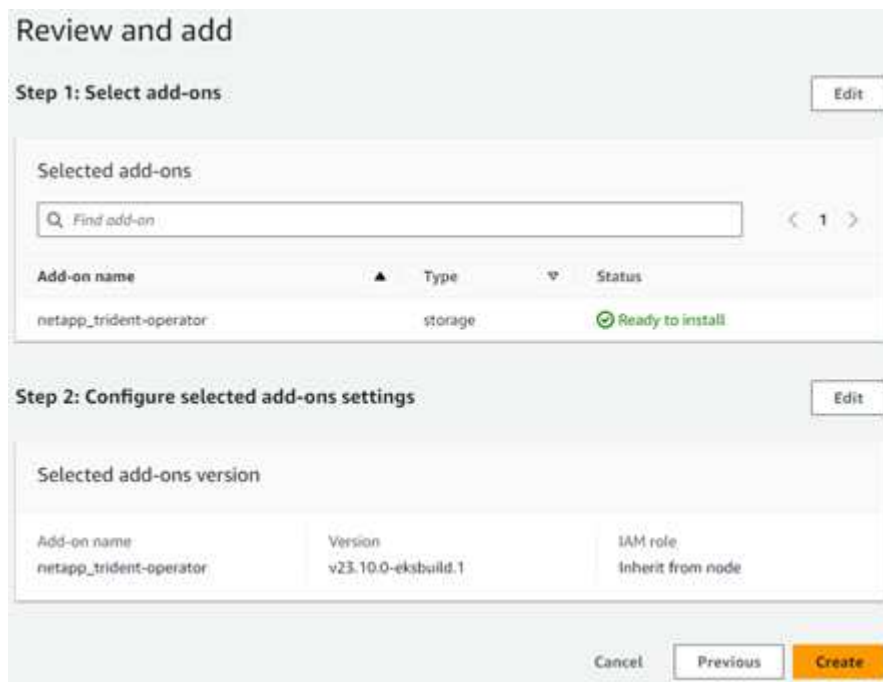 Review and add
Step 1: Select add-ons Edit
Selected add-ons
Find add-on 1
Add-on name Type Status
netapp_trident-operator storage Ready to install
Step 2: Configure selected add-ons settings Edit
Selected add-ons version
Add-on name Version IAM role
netapp_trident-operator v23.10.0-eksbuild.1 Inherit from node
Cancel Previous Create